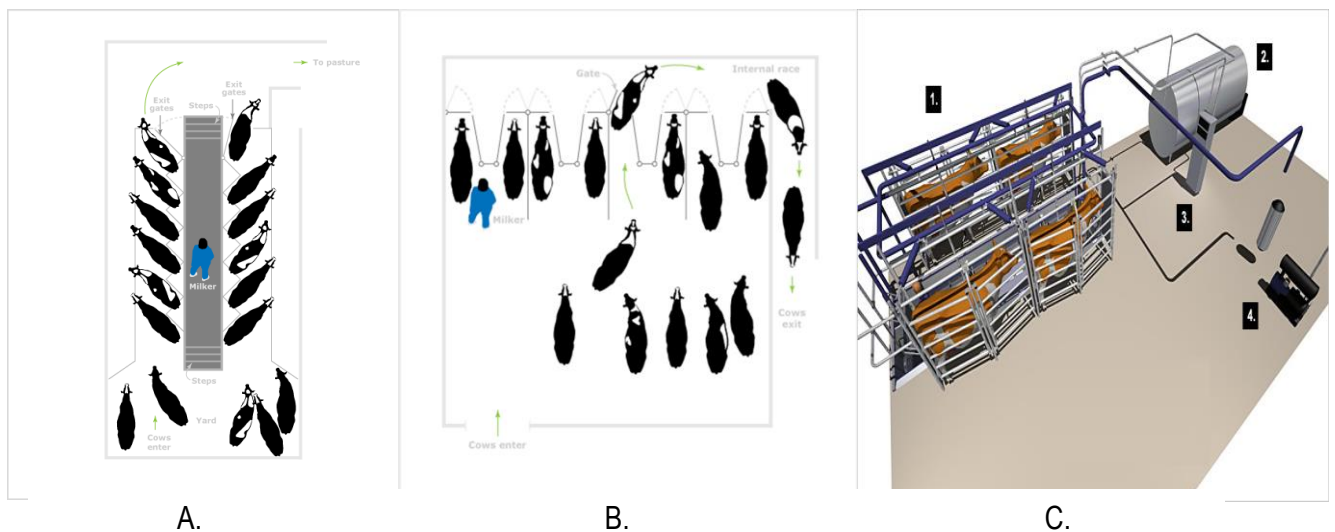 To pasture
Exit
gates
Exit
gates
Steps
Milker
Steps
Yard
Cows
enter
A.
Gate
Internal race
Milker
Cows
exit
Cows enter
B.
1.
2.
3.
4.
C.